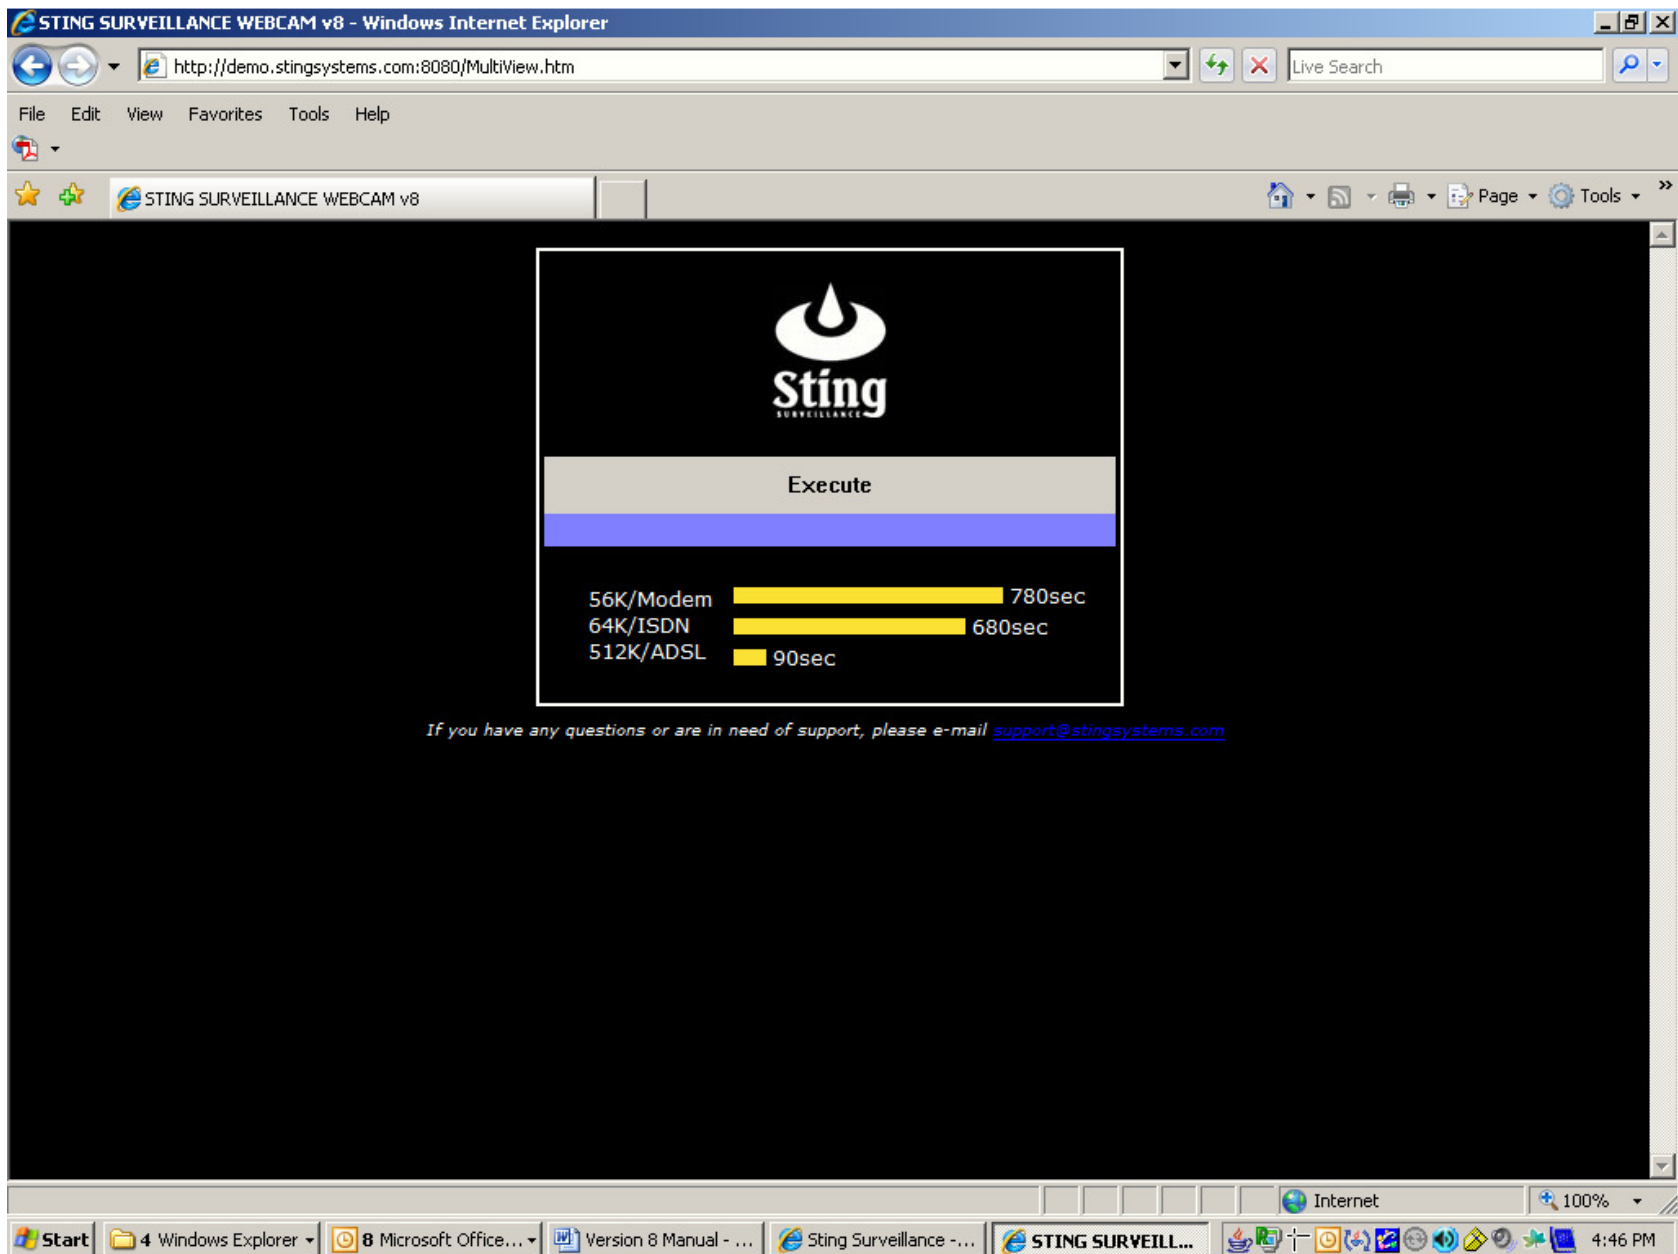 STING SURVEILLANCE WEBCAM v8 - Windows Internet Explorer
http://demo.stingsystems.com:8080/MultiView.htm
Live Search
File Edit View Favorites Tools Help
STING SURVEILLANCE WEBCAM v8
Page Tools »
Sting
SURVEILLANCE
Execute
56K/Modem 780sec
64K/ISDN 680sec
512K/ADSL 90sec
If you have any questions or are in need of support, please e-mail support@stingsystems.com
Internet 100%
Start 4 Windows Explorer 8 Microsoft Office... Version 8 Manual - ... Sting Surveillance -... STING SURVEILL... 4:46 PM